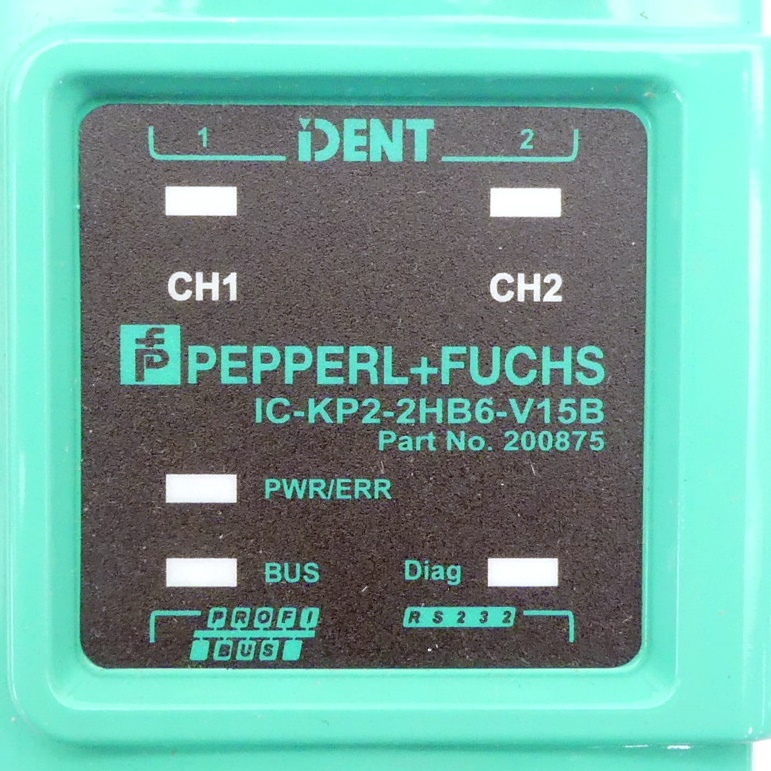 1 IDENT 2
CH1 CH2
PEPPERL+FUCHS
IC-KP2-2HB6-V15B
Part No. 200875
PWR/ERR
BUS Diag
PROFI RS232
BUS